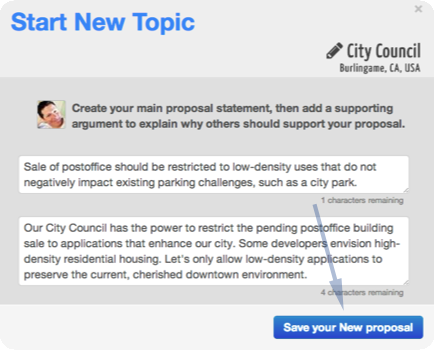 ×
Start New Topic
City Council
Burlingame, CA, USA
Create your main proposal statement, then add a supporting
argument to explain why others should support your proposal.
Sale of postoffice should be restricted to low-density uses that do not
negatively impact existing parking challenges, such as a city park.
1 characters remaining
Our City Council has the power to restrict the pending postoffice building
sale to applications that enhance our city. Some developers envision high-
density residential housing. Let's only allow low-density applications to
preserve the current, cherished downtown environment.
4 characters remaining
Save your New proposal